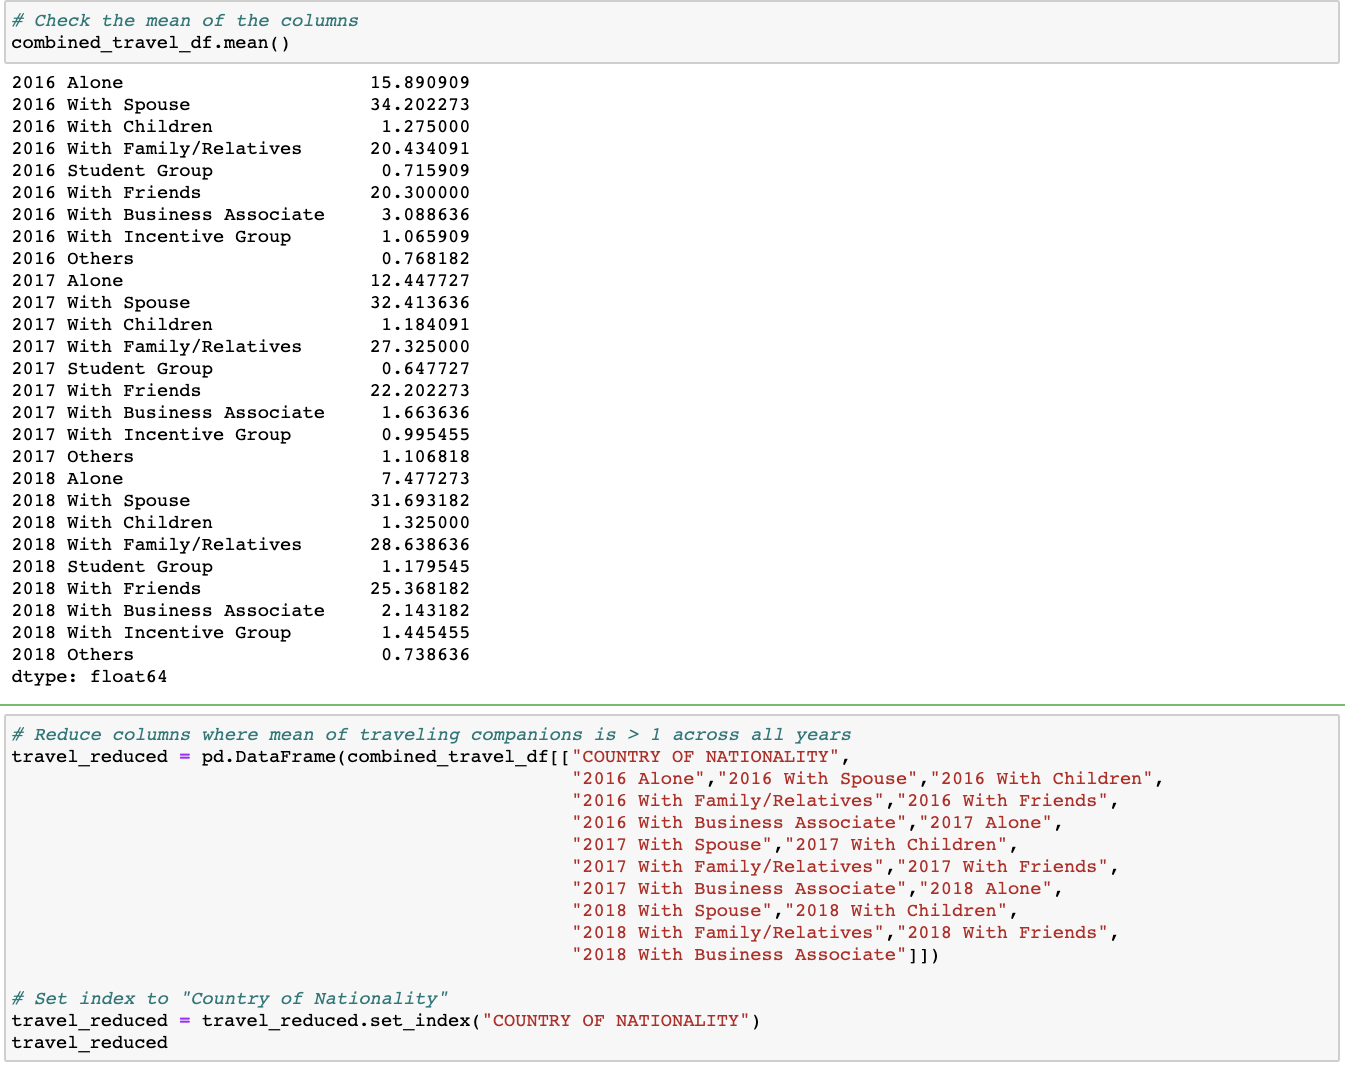 # Check the mean of the columns
combined_travel_df.mean()
2016 Alone                      15.890909
2016 With Spouse                34.202273
2016 With Children               1.275000
2016 With Family/Relatives      20.434091
2016 Student Group               0.715909
2016 With Friends               20.300000
2016 With Business Associate     3.088636
2016 With Incentive Group        1.065909
2016 Others                      0.768182
2017 Alone                      12.447727
2017 With Spouse                32.413636
2017 With Children               1.184091
2017 With Family/Relatives      27.325000
2017 Student Group               0.647727
2017 With Friends               22.202273
2017 With Business Associate     1.663636
2017 With Incentive Group        0.995455
2017 Others                      1.106818
2018 Alone                       7.477273
2018 With Spouse                31.693182
2018 With Children               1.325000
2018 With Family/Relatives      28.638636
2018 Student Group               1.179545
2018 With Friends               25.368182
2018 With Business Associate     2.143182
2018 With Incentive Group        1.445455
2018 Others                      0.738636
dtype: float64
# Reduce columns where mean of traveling companions is > 1 across all years
travel_reduced = pd.DataFrame(combined_travel_df[["COUNTRY OF NATIONALITY",
"2016 Alone","2016 With Spouse","2016 With Children",
"2016 With Family/Relatives","2016 With Friends",
"2016 With Business Associate","2017 Alone",
"2017 With Spouse","2017 With Children",
"2017 With Family/Relatives","2017 With Friends",
"2017 With Business Associate","2018 Alone",
"2018 With Spouse","2018 With Children",
"2018 With Family/Relatives","2018 With Friends",
"2018 With Business Associate"]])
# Set index to "Country of Nationality"
travel_reduced = travel_reduced.set_index("COUNTRY OF NATIONALITY")
travel_reduced